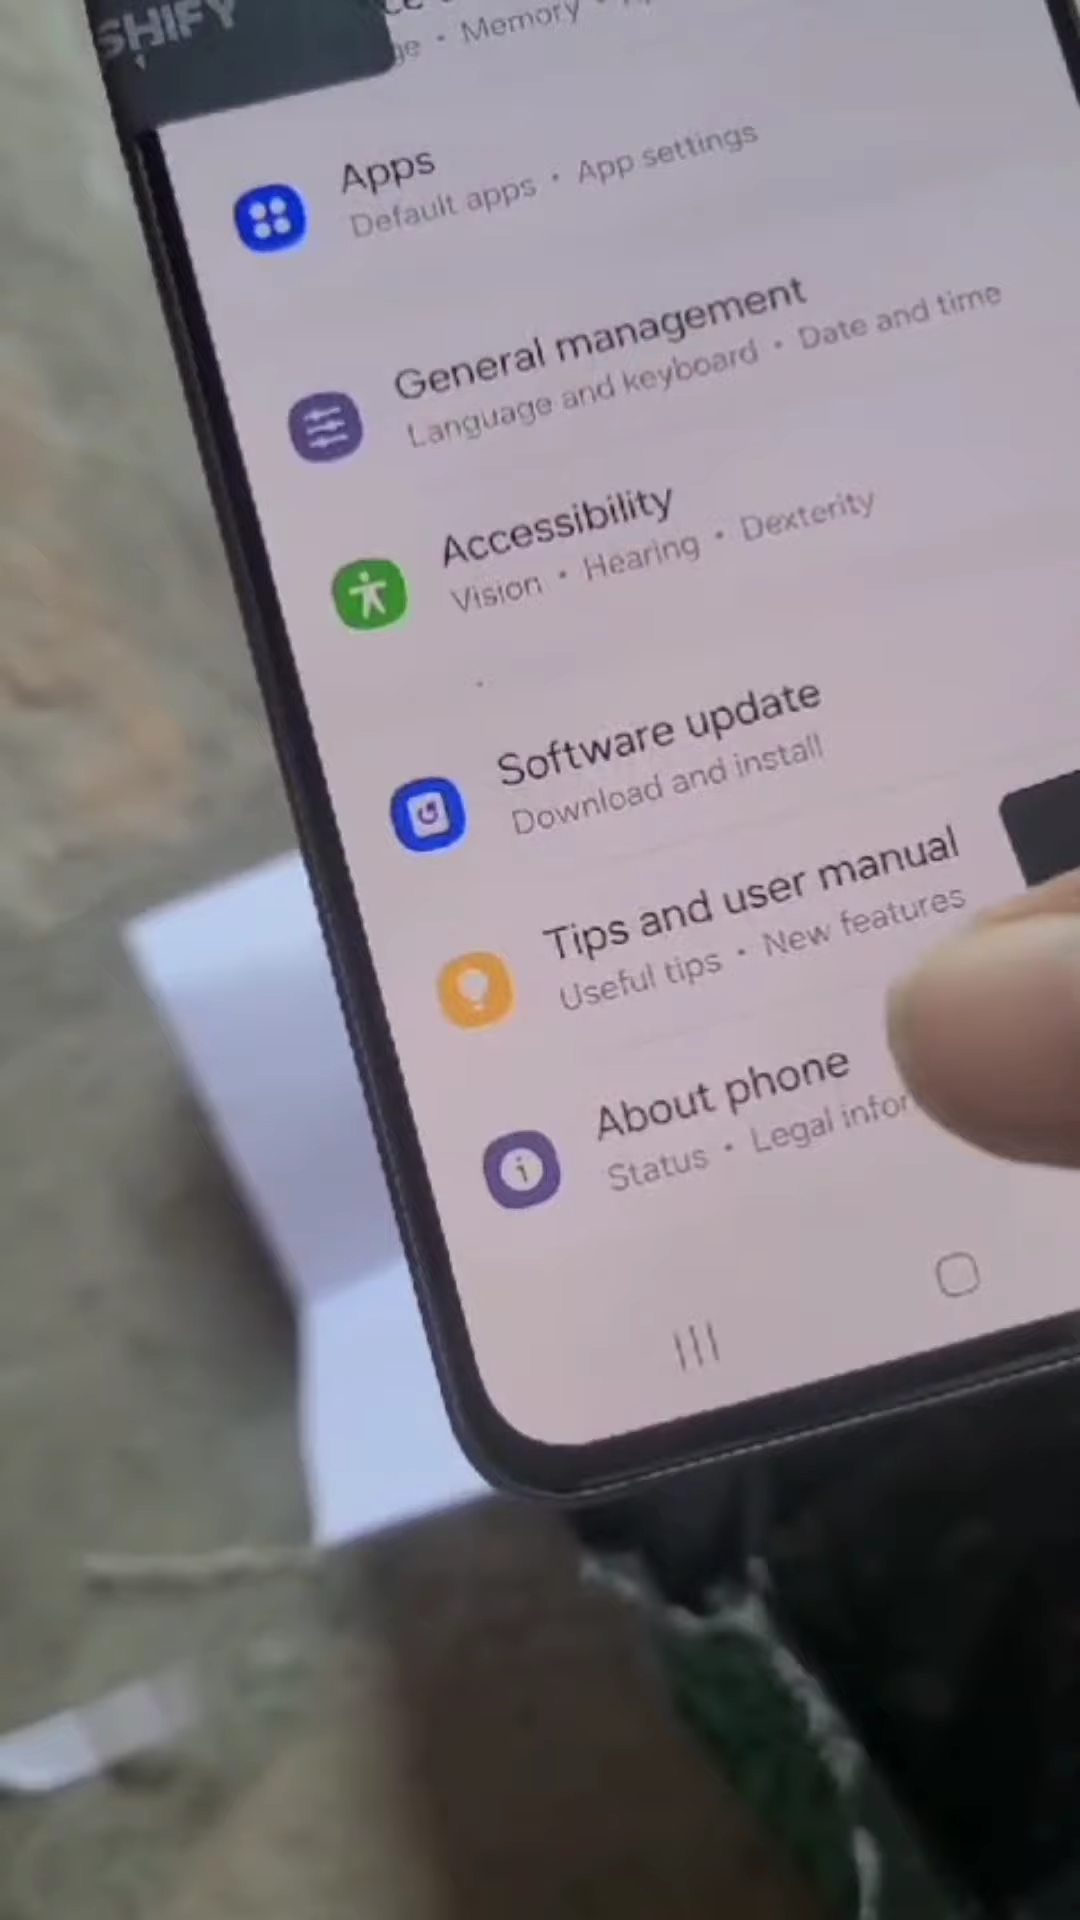 SHIFY
Memory
Apps
Default apps • App settings
General management
Language and keyboard • Date and time
Accessibility
Vision • Hearing • Dexterity
Software update
Download and install
Tips and user manual
Useful tips • New features
About phone
Status • Legal infor